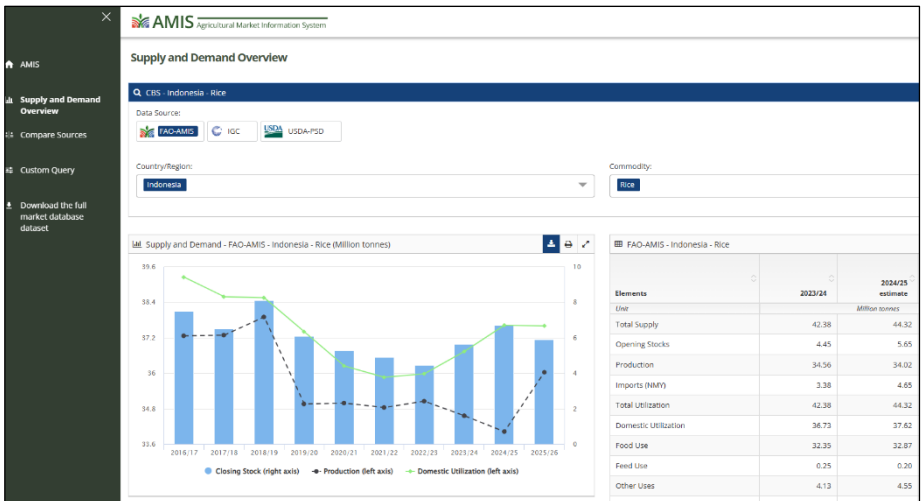 AMIS Agricultural Market Information System
AMIS
Supply and Demand
Overview
Compare Sources
Custom Query
Download the full
market database
dataset
Supply and Demand Overview
CBS - Indonesia - Rice
Data Source:
FAO-AMIS
IGC
USDA USDA-PSD
Country/Region:
Indonesia
Commodity:
Rice
Supply and Demand - FAO-AMIS - Indonesia - Rice (Million tonnes)
39.6 10
38.4 8
37.2 6
36 4
34.8 2
33.6 0
2016/17 2017/18 2018/19 2019/20 2020/21 2021/22 2022/23 2023/24 2024/25 2025/26
Closing Stock (right axis) Production (left axis) Domestic Utilization (left axis)
FAO-AMIS - Indonesia - Rice
Elements 2023/24 2024/25
estimate
Unit Million tonnes
Total Supply 42.38 44.32
Opening Stocks 4.45 5.65
Production 34.56 34.02
Imports (NMY) 3.38 4.65
Total Utilization 42.38 44.32
Domestic Utilization 36.73 37.62
Food Use 32.35 32.87
Feed Use 0.25 0.20
Other Uses 4.13 4.55